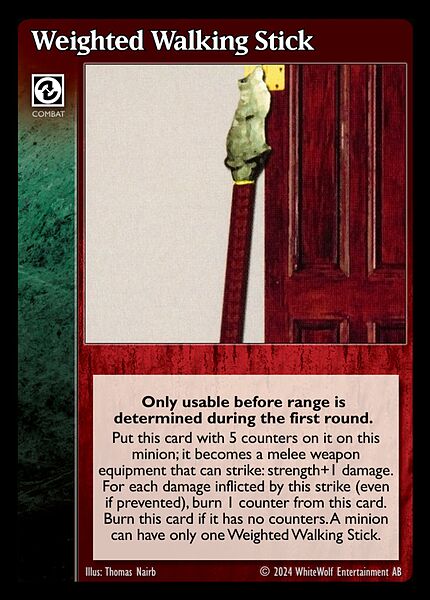 Weighted Walking Stick
COMBAT
Only usable before range is
determined during the first round.
Put this card with 5 counters on it on this
minion; it becomes a melee weapon
equipment that can strike: strength+1 damage.
For each damage inflicted by this strike (even
if prevented), burn 1 counter from this card.
Burn this card if it has no counters. A minion
can have only one Weighted Walking Stick.
Illus: Thomas Nairb © 2024 WhiteWolf Entertainment AB